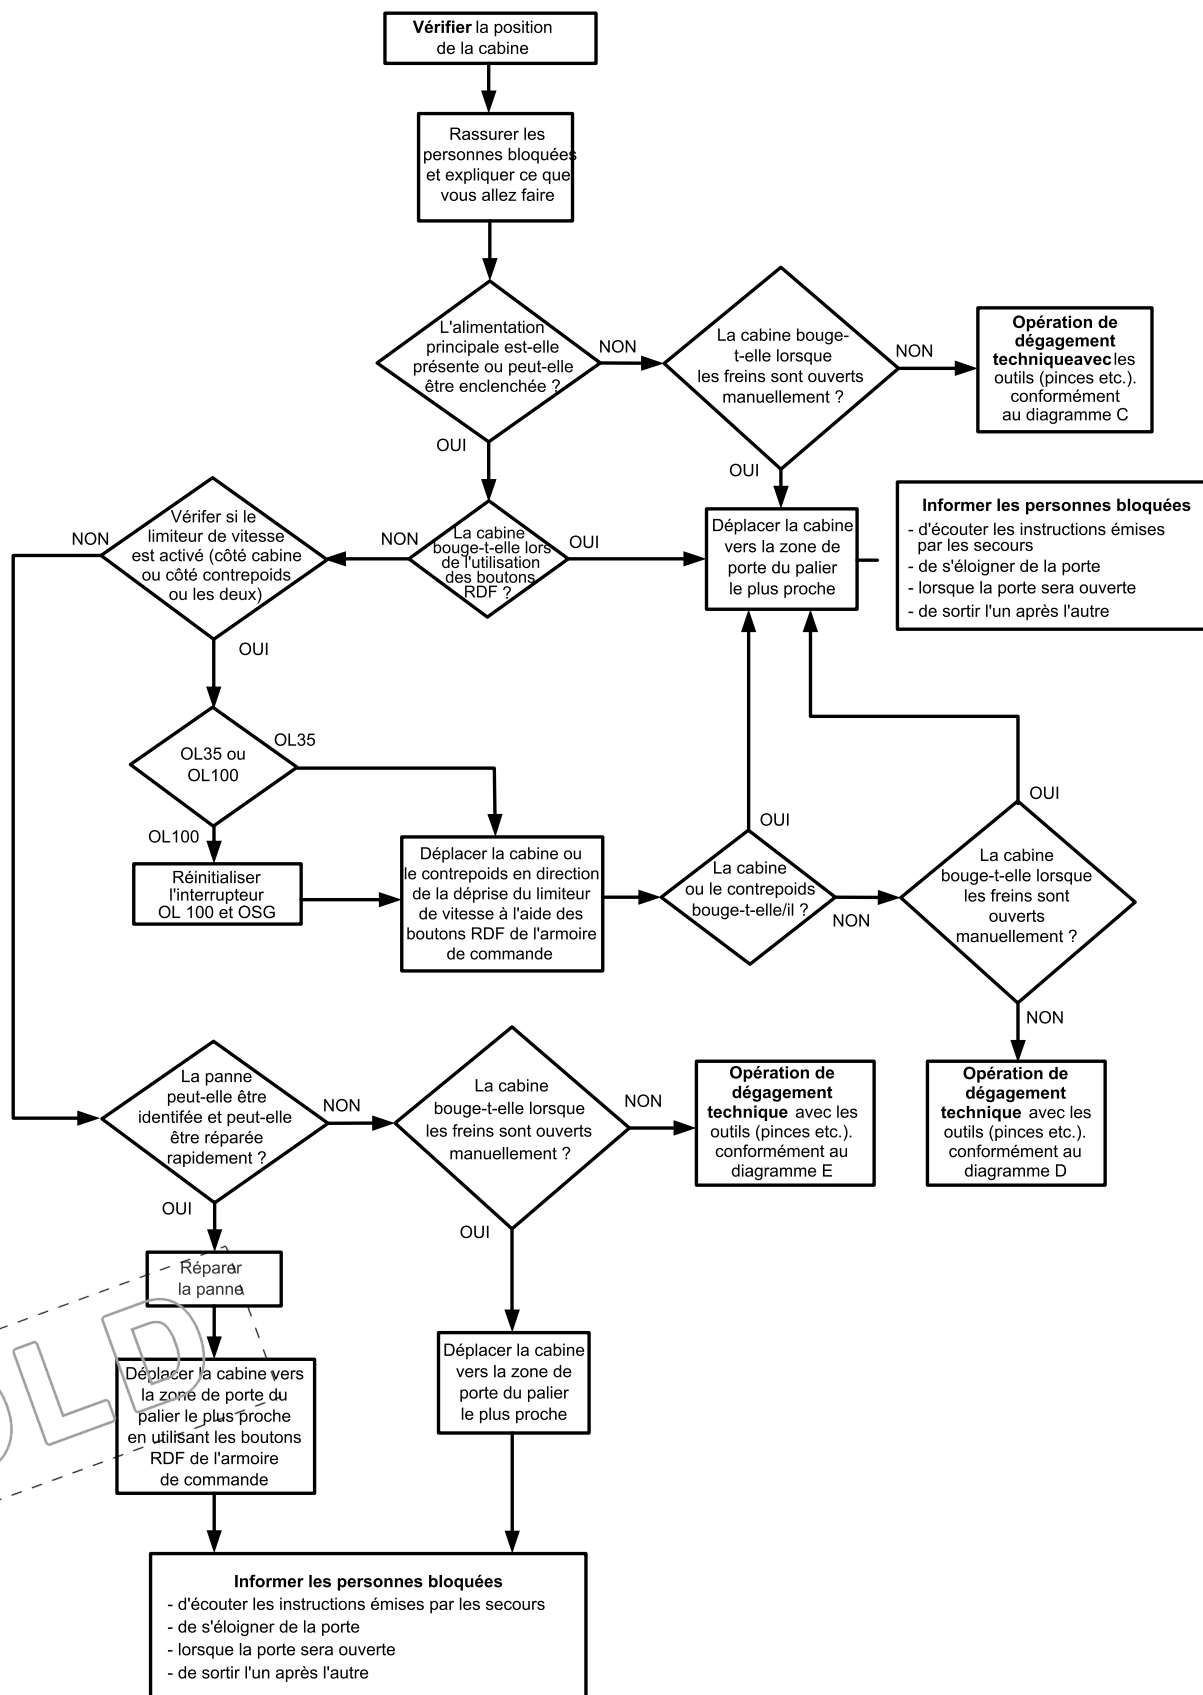 Vérifier la position
de la cabine
Rassurer les
personnes bloquées
et expliquer ce que
vous allez faire
L'alimentation
principale est-elle
présente ou peut-elle
être enclenchée ?
NON
OUI
La cabine bouge-
t-elle lorsque
les freins sont ouverts
manuellement ?
NON
OUI
Opération de
dégagement
techniqueavec les
outils (pinces etc.).
conformément
au diagramme C
Vérifer si le
limiteur de vitesse
est activé (côté cabine
ou côté contrepoids
ou les deux)
NON
OUI
La cabine
bouge-t-elle lors
de l'utilisation
des boutons
RDF ?
NON
OUI
Déplacer la cabine
vers la zone de
porte du palier
le plus proche
Informer les personnes bloquées
- d'écouter les instructions émises
par les secours
- de s'éloigner de la porte
- lorsque la porte sera ouverte
- de sortir l'un après l'autre
OL35 ou
OL100
OL35
OL100
Réinitialiser
l'interrupteur
OL 100 et OSG
Déplacer la cabine ou
le contrepoids en direction
de la déprise du limiteur
de vitesse à l'aide des
boutons RDF de l'armoire
de commande
La cabine
ou le contrepoids
bouge-t-elle/il ?
OUI
NON
La cabine
bouge-t-elle lorsque
les freins sont
ouverts
manuellement ?
OUI
NON
La panne
peut-elle être
identifée et peut-elle
être réparée
rapidement ?
NON
OUI
La cabine
bouge-t-elle lorsque
les freins sont ouverts
manuellement ?
NON
OUI
Opération de
dégagement
technique avec les
outils (pinces etc.).
conformément au
diagramme E
Opération de
dégagement
technique avec les
outils (pinces etc.).
conformément au
diagramme D
Réparer
la panne
Déplacer la cabine vers
la zone de porte du
palier le plus proche
en utilisant les boutons
RDF de l'armoire
de commande
Déplacer la cabine
vers la zone de
porte du palier
le plus proche
OLD
Informer les personnes bloquées
- d'écouter les instructions émises par les secours
- de s'éloigner de la porte
- lorsque la porte sera ouverte
- de sortir l'un après l'autre